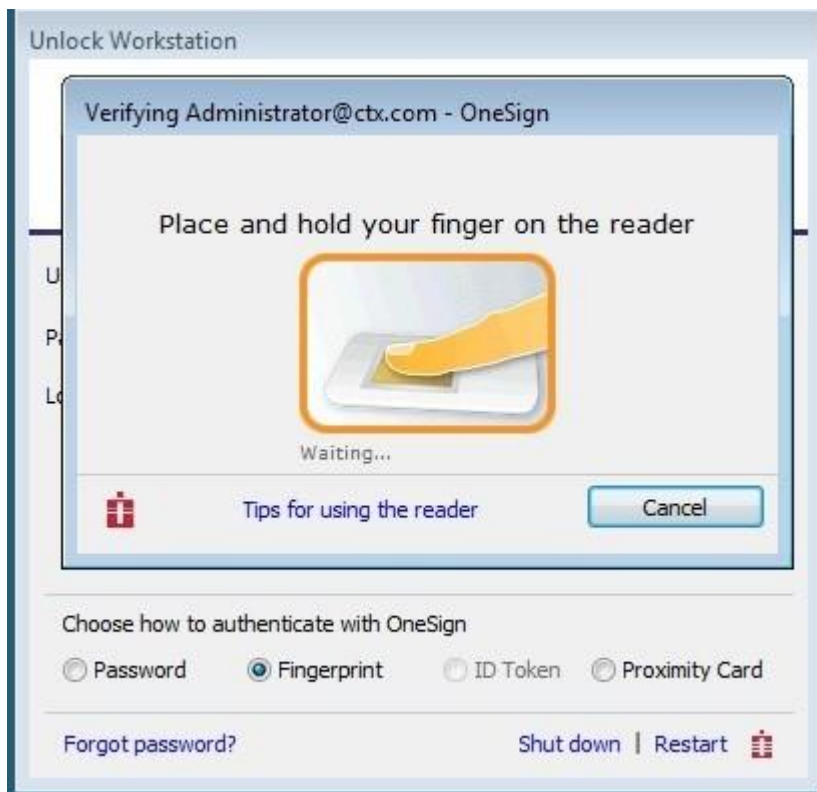 Unlock Workstation
Verifying Administrator@ctx.com - OneSign
Place and hold your finger on the reader
Waiting...
Tips for using the reader Cancel
Choose how to authenticate with OneSign
Password Fingerprint ID Token Proximity Card
Forgot password? Shut down | Restart